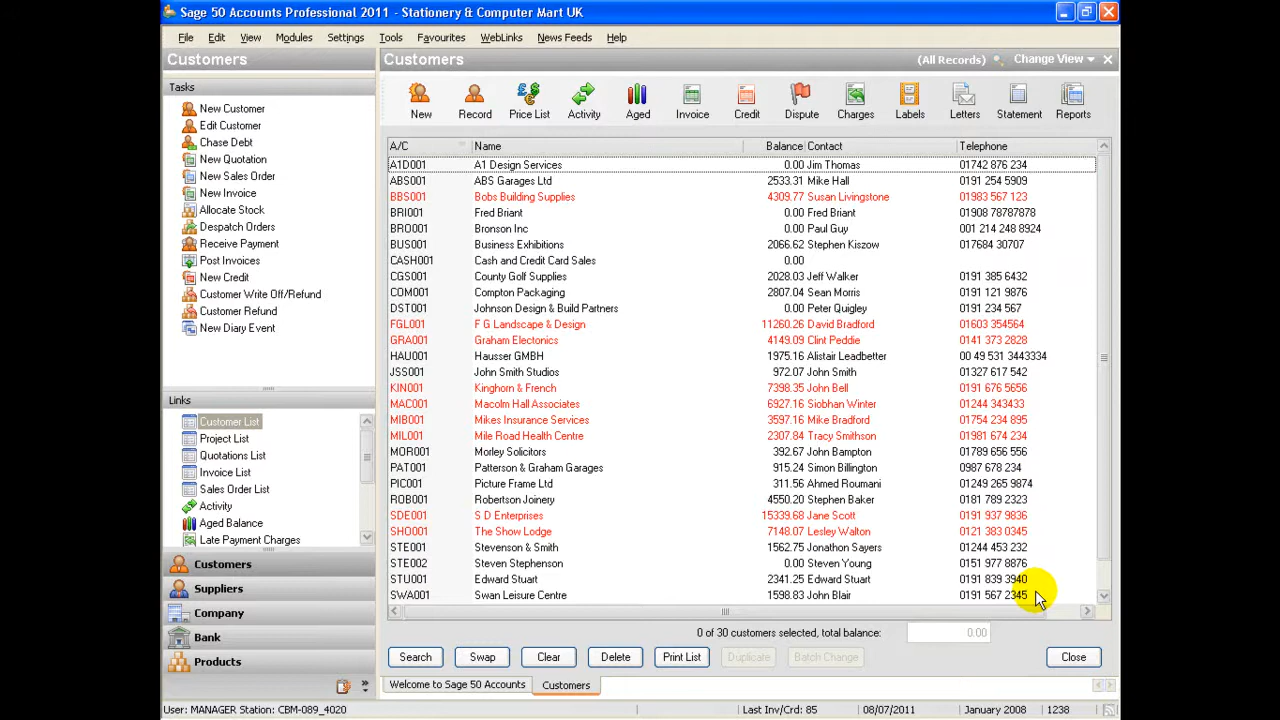 Sage 50 Accounts Professional 2011 - Stationery & Computer Mart UK
File Edit View Modules Settings Tools Favourites WebLinks News Feeds Help
Customers
Tasks
New Customer
Edit Customer
Chase Debt
New Quotation
New Sales Order
New Invoice
Allocate Stock
Despatch Orders
Receive Payment
Post Invoices
New Credit
Customer Write Off/Refund
Customer Refund
New Diary Event
Links
Customer List
Project List
Quotations List
Invoice List
Sales Order List
Activity
Aged Balance
Late Payment Charges
Customers
Suppliers
Company
Bank
Products
Customers (All Records) Change View
New Record Price List Activity Aged Invoice Credit Dispute Charges Labels Letters Statement Reports
A/C Name Balance Contact Telephone
A1D001 A1 Design Services 0.00 Jim Thomas 01742 876 234
ABS001 ABS Garages Ltd 2533.31 Mike Hall 0191 254 5909
BBS001 Bobs Building Supplies 4309.77 Susan Livingstone 01983 567 123
BRI001 Fred Briant 0.00 Fred Briant 01908 78787878
BRO001 Bronson Inc 0.00 Paul Guy 001 214 248 8924
BUS001 Business Exhibitions 2066.62 Stephen Kiszow 017684 30707
CASH001 Cash and Credit Card Sales 0.00
CGS001 County Golf Supplies 2028.03 Jeff Walker 0191 385 6432
COM001 Compton Packaging 2807.04 Sean Morris 0191 121 9876
DST001 Johnson Design & Build Partners 0.00 Peter Quigley 0191 234 567
FGL001 F G Landscape & Design 11260.26 David Bradford 01603 354564
GRA001 Graham Electonics 4149.09 Clint Peddie 0141 373 2828
HAU001 Hausser GMBH 1975.16 Alistair Leadbetter 00 49 531 3443334
JSS001 John Smith Studios 972.07 John Smith 01327 617 542
KIN001 Kinghorn & French 7398.35 John Bell 0191 676 5656
MAC001 Macolm Hall Associates 6927.16 Siobhan Winter 01244 343433
MIB001 Mikes Insurance Services 3597.16 Mike Bradford 01754 234 895
MIL001 Mile Road Health Centre 2307.84 Tracy Smithson 01981 674 234
MOR001 Morley Solicitors 392.67 John Bampton 01789 656 556
PAT001 Patterson & Graham Garages 915.24 Simon Billington 0987 678 234
PIC001 Picture Frame Ltd 311.56 Ahmed Roumani 01249 265 9874
ROB001 Robertson Joinery 4550.20 Stephen Baker 0181 789 2323
SDE001 S D Enterprises 15339.68 Jane Scott 0191 937 9836
SHO001 The Show Lodge 7148.07 Lesley Walton 0121 383 0345
STE001 Stevenson & Smith 1562.75 Jonathon Sayers 01244 453 232
STE002 Steven Stephenson 0.00 Steven Young 0151 977 8876
STU001 Edward Stuart 2341.25 Edward Stuart 0191 839 3940
SWA001 Swan Leisure Centre 1598.83 John Blair 0191 567 2345
0 of 30 customers selected, total balance: 0.00
Search Swap Clear Delete Print List Duplicate Batch Change Close
Welcome to Sage 50 Accounts Customers
User: MANAGER Station: CBM-089_4020 Last Inv/Crd: 85 08/07/2011 January 2008 1238